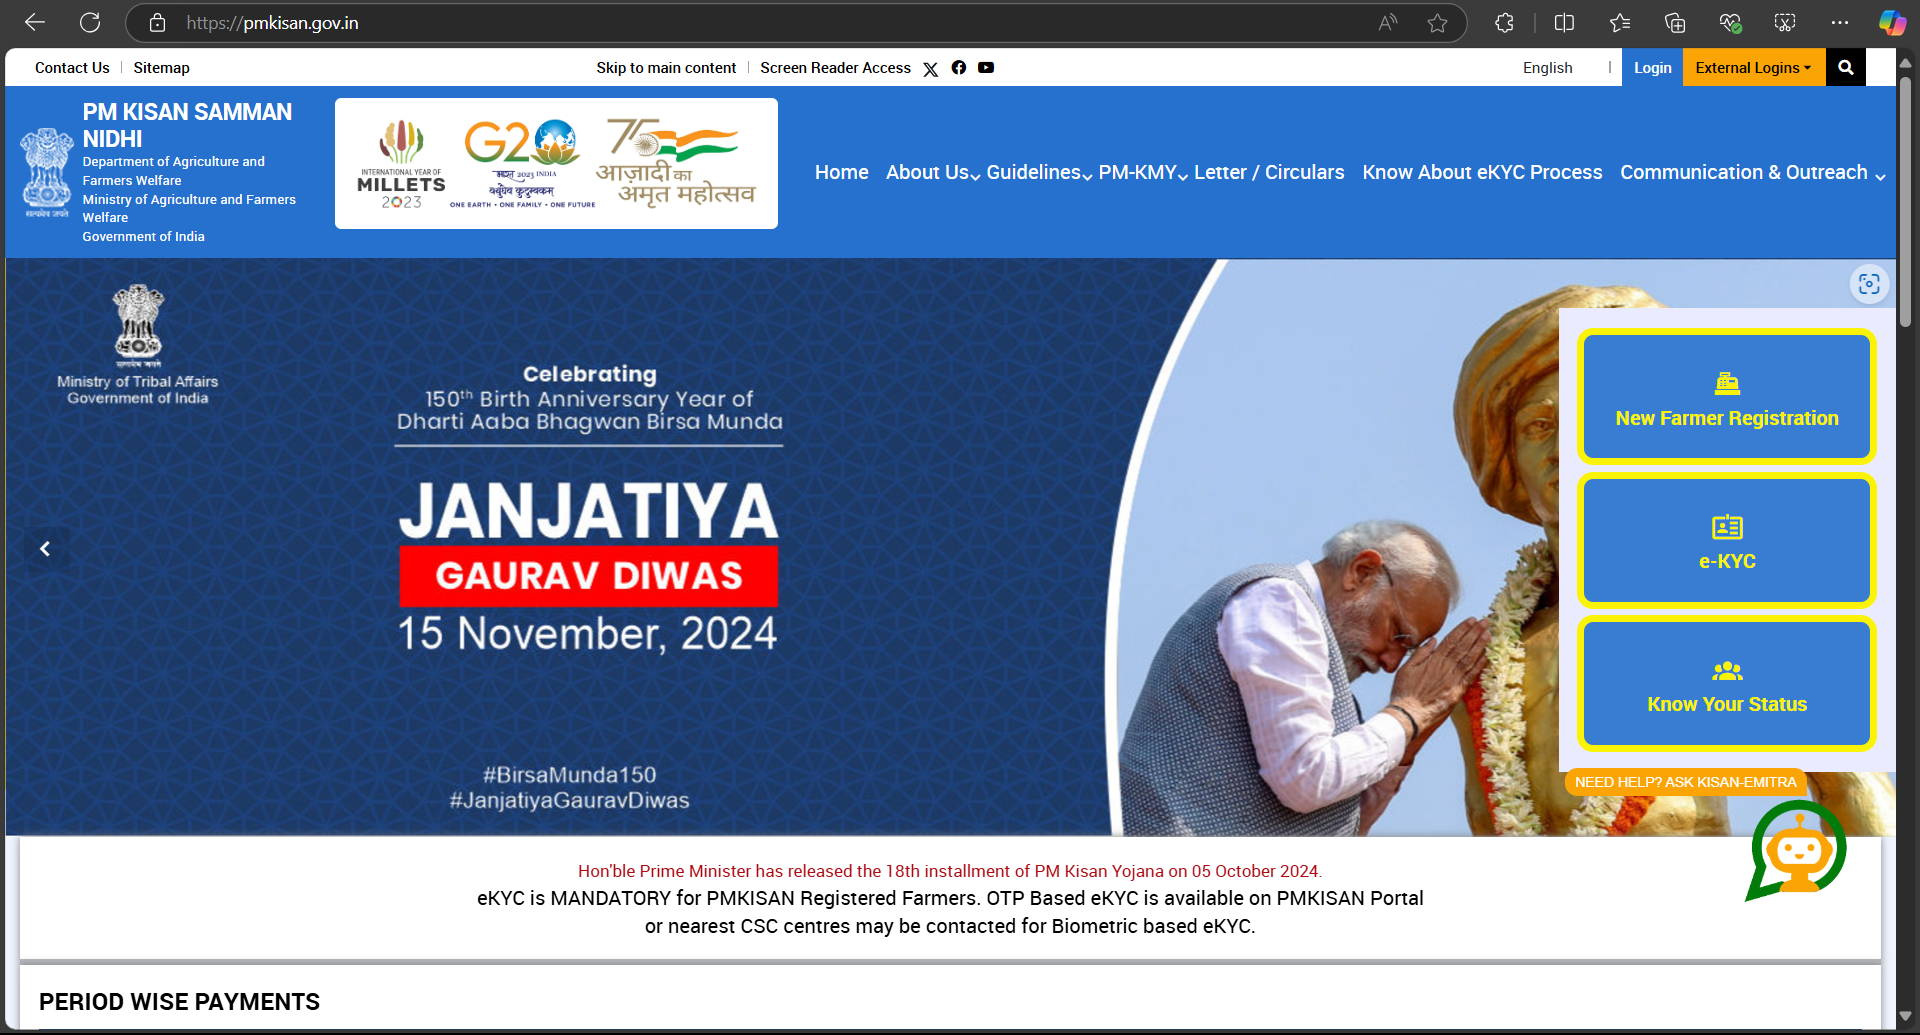 https://pmkisan.gov.in
Contact Us
Sitemap
Skip to main content
Screen Reader Access
English
Login
External Logins
PM KISAN SAMMAN
NIDHI
Department of Agriculture and
Farmers Welfare
Ministry of Agriculture and Farmers
Welfare
Government of India
सत्यमेव जयते
INTERNATIONAL YEAR OF
MILLETS
2023
G20
भारत 2023 INDIA
वसुधैव कुटुम्बकम्
ONE EARTH • ONE FAMILY • ONE FUTURE
75
आज़ादी का
अमृत महोत्सव
Home
About Us
Guidelines
PM-KMY
Letter / Circulars
Know About eKYC Process
Communication & Outreach
सत्यमेव जयते
Ministry of Tribal Affairs
Government of India
Celebrating
150th Birth Anniversary Year of
Dharti Aaba Bhagwan Birsa Munda
JANJATIYA
GAURAV DIWAS
15 November, 2024
#BirsaMunda150
#JanjatiyaGauravDiwas
New Farmer Registration
e-KYC
Know Your Status
NEED HELP? ASK KISAN-EMITRA
Hon'ble Prime Minister has released the 18th installment of PM Kisan Yojana on 05 October 2024.
eKYC is MANDATORY for PMKISAN Registered Farmers. OTP Based eKYC is available on PMKISAN Portal
or nearest CSC centres may be contacted for Biometric based eKYC.
PERIOD WISE PAYMENTS